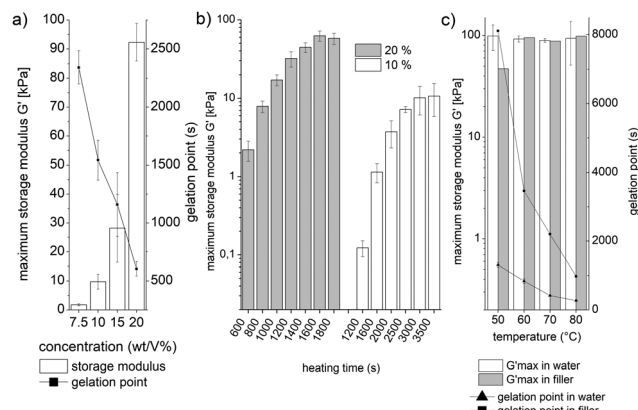 a)
maximum storage modulus G' [kPa]
100
90
80
70
60
50
40
30
20
10
0
2500
2000
1500
1000
500
gelation point (s)
7.5 10 15 20
concentration (wt/V%)
storage modulus
gelation point
b)
maximum storage modulus G' [kPa]
100
10
1
0,1
20 %
10 %
600 800 1000 1200 1400 1600 1800 1200 1600 2000 2500 3000 3500
heating time (s)
c)
maximum storage modulus G' [kPa]
100
10
1
8000
6000
4000
2000
0
gelation point (s)
50 60 70 80
temperature (°C)
G'max in water
G'max in filler
gelation point in water
gelation point in filler